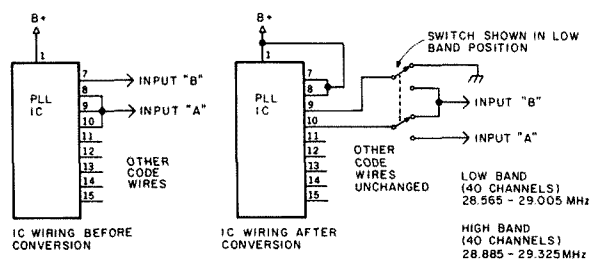 B+
1
PLL
IC
7
8
9
10
11
12
13
14
15
INPUT "B"
INPUT "A"
OTHER
CODE
WIRES
IC WIRING BEFORE
CONVERSION
B+
1
PLL
IC
7
8
9
10
11
12
13
14
15
OTHER
CODE
WIRES
UNCHANGED
IC WIRING AFTER
CONVERSION
SWITCH SHOWN IN LOW
BAND POSITION
INPUT "B"
INPUT "A"
LOW BAND
(40 CHANNELS)
28.565 - 29.005 MHz
HIGH BAND
(40 CHANNELS)
28.885 - 29.325 MHz